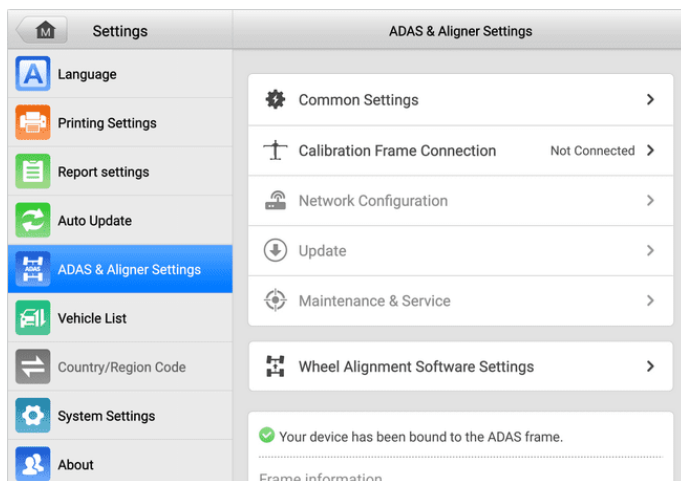 M
Settings
ADAS & Aligner Settings
A
Language
Printing Settings
Report settings
Auto Update
ADAS
ADAS & Aligner Settings
Vehicle List
Country/Region Code
System Settings
About
Common Settings
Calibration Frame Connection Not Connected
Network Configuration
Update
Maintenance & Service
Wheel Alignment Software Settings
Your device has been bound to the ADAS frame.
Frame information